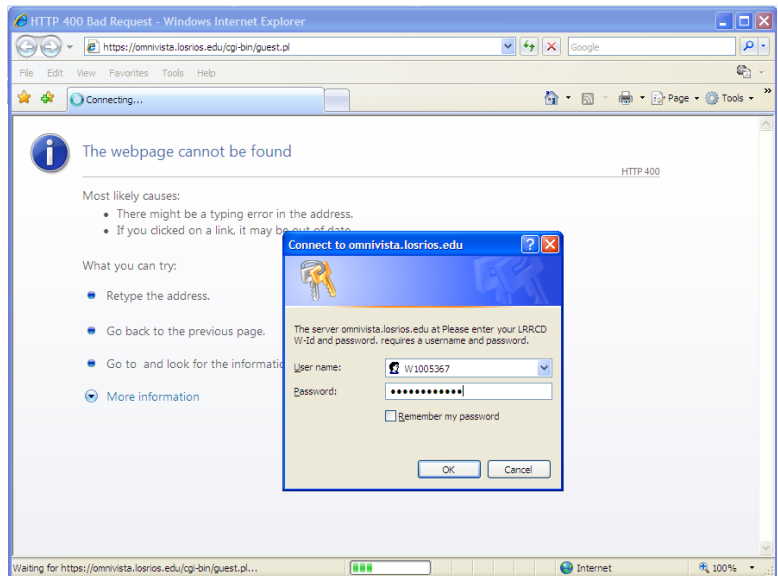 HTTP 400 Bad Request - Windows Internet Explorer
https://omnivista.losrios.edu/cgi-bin/guest.pl
Google
File Edit View Favorites Tools Help
Connecting...
Page Tools
The webpage cannot be found
HTTP 400
Most likely causes:
There might be a typing error in the address.
If you clicked on a link, it may be out of date.
What you can try:
Retype the address.
Go back to the previous page.
Go to and look for the
More information
Connect to omnivista.losrios.edu
The server omnivista.losrios.edu at Please enter your LRRCD
W-Id and password. requires a username and password.
User name:
W1005367
Password:
••••••••••••
Remember my password
OK Cancel
Waiting for https://omnivista.losrios.edu/cgi-bin/guest.pl...
Internet
100%